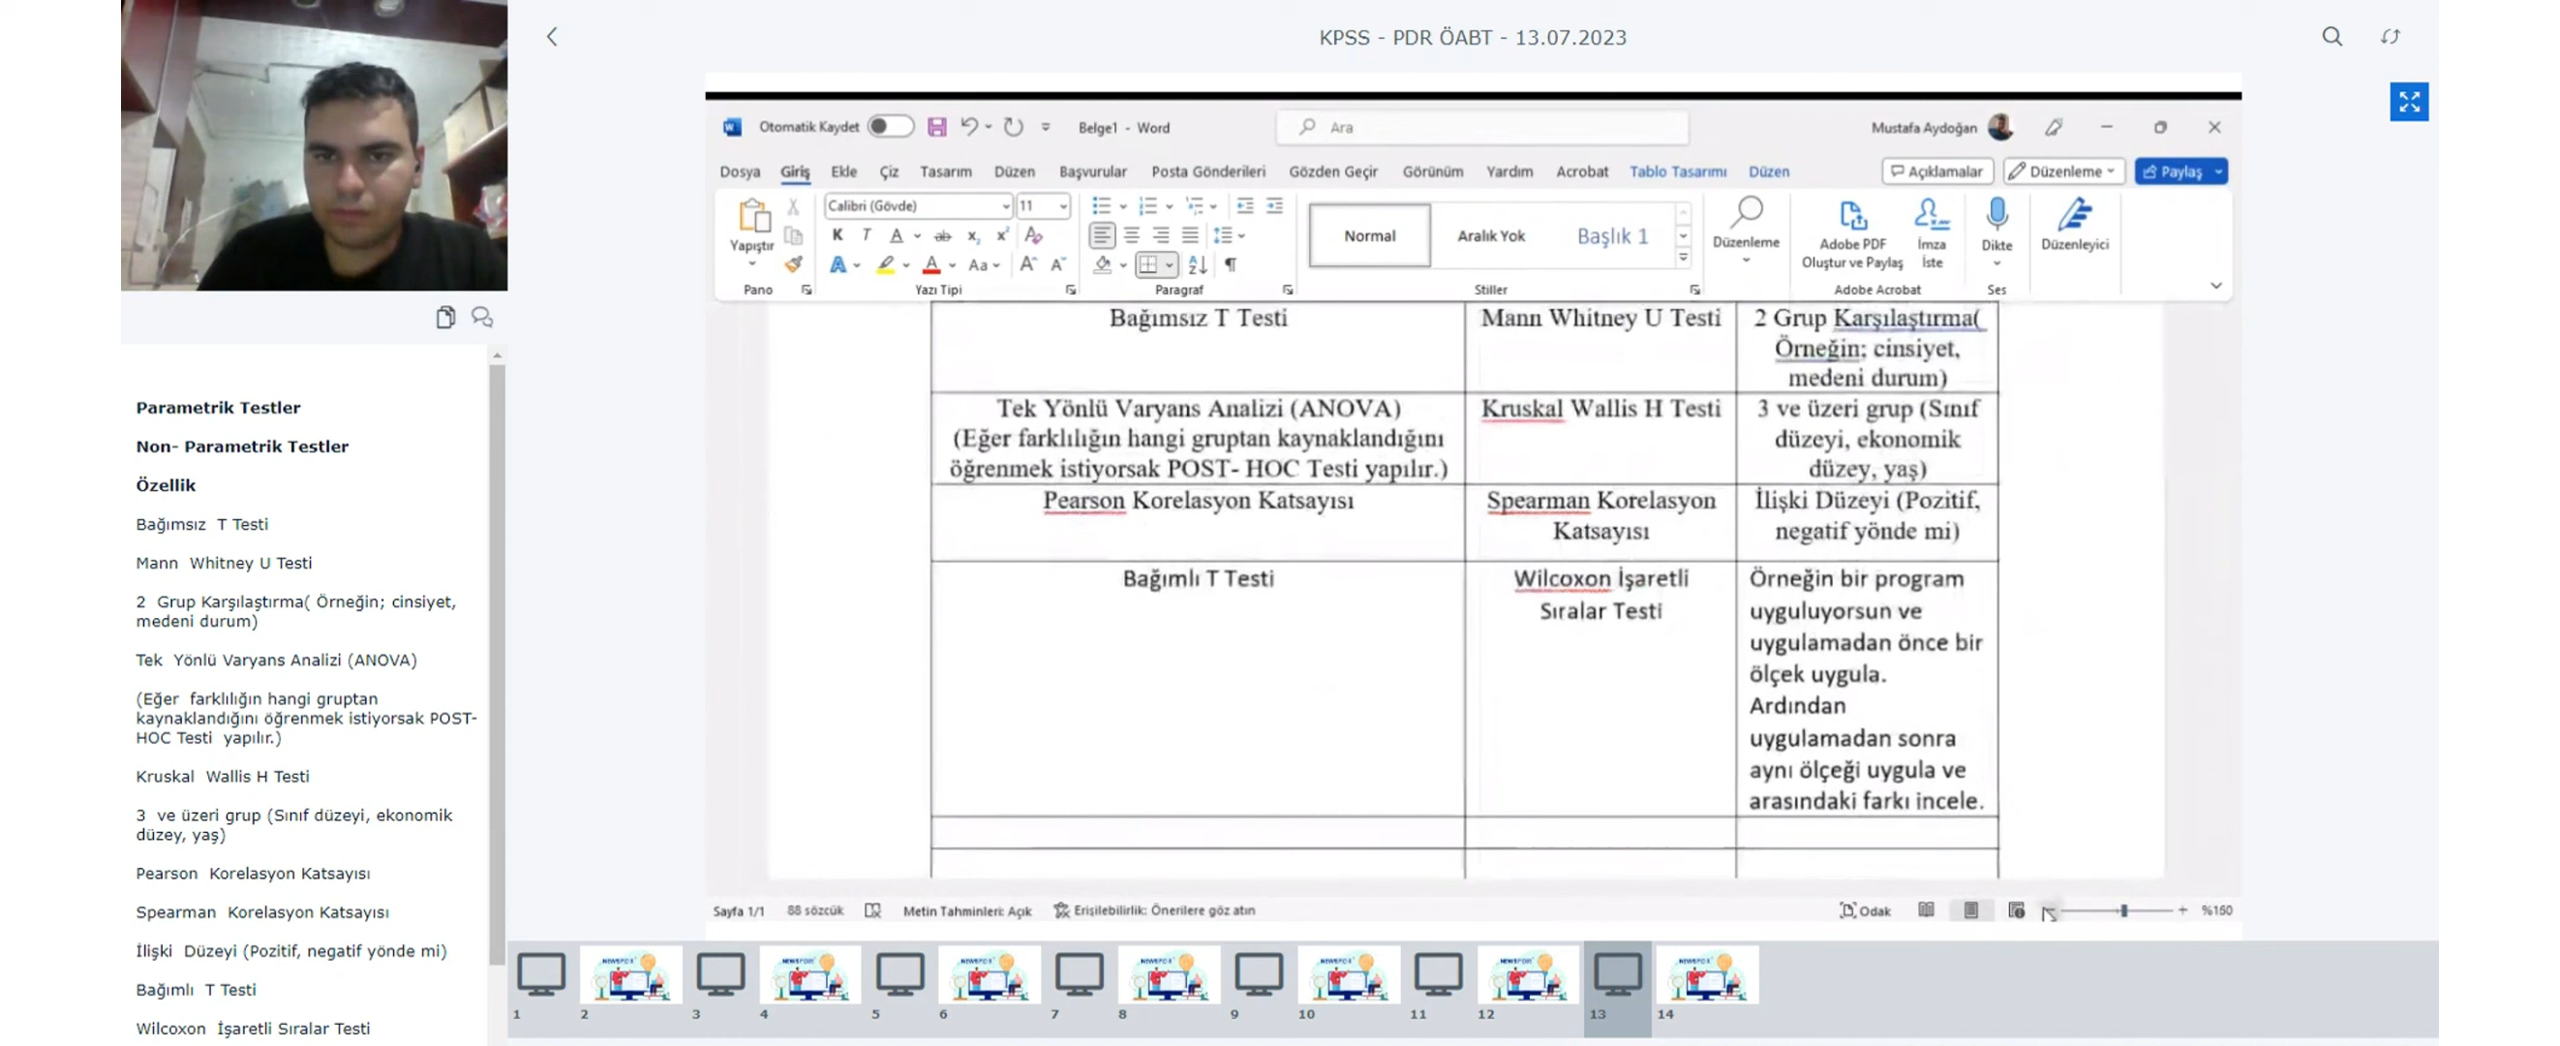 KPSS - PDR ÖABT - 13.07.2023
Otomatik Kaydet
Belge1 - Word
Ara
Mustafa Aydoğan
Dosya Giriş Ekle Çiz Tasarım Düzen Başvurular Posta Gönderileri Gözden Geçir Görünüm Yardım Acrobat Tablo Tasarımı Düzen
Açıklamalar Düzenleme Paylaş
Yapıştır
Calibri (Gövde) 11
K T A ab x₂ x² A
A A Aa A A
Normal Aralık Yok Başlık 1
Düzenleme
Adobe PDF
Oluştur ve Paylaş
İmza
İste
Dikte
Düzenleyici
Pano Yazı Tipi Paragraf Stiller Adobe Acrobat Ses
Bağımsız T Testi
Mann Whitney U Testi
2 Grup Karşılaştırma(
Örneğin; cinsiyet,
medeni durum)
Tek Yönlü Varyans Analizi (ANOVA)
(Eğer farklılığın hangi gruptan kaynaklandığını
öğrenmek istiyorsak POST- HOC Testi yapılır.)
Kruskal Wallis H Testi
3 ve üzeri grup (Sınıf
düzeyi, ekonomik
düzey, yaş)
Pearson Korelasyon Katsayısı
Spearman Korelasyon
Katsayısı
İlişki Düzeyi (Pozitif,
negatif yönde mi)
Bağımlı T Testi
Wilcoxon İşaretli
Sıralar Testi
Örneğin bir program
uyguluyorsun ve
uygulamadan önce bir
ölçek uygula.
Ardından
uygulamadan sonra
aynı ölçeği uygula ve
arasındaki farkı incele.
Sayfa 1/1 88 sözcük Metin Tahminleri: Açık Erişilebilirlik: Önerilere göz atın
Odak
%150
Parametrik Testler
Non- Parametrik Testler
Özellik
Bağımsız T Testi
Mann Whitney U Testi
2 Grup Karşılaştırma( Örneğin; cinsiyet,
medeni durum)
Tek Yönlü Varyans Analizi (ANOVA)
(Eğer farklılığın hangi gruptan
kaynaklandığını öğrenmek istiyorsak POST-
HOC Testi yapılır.)
Kruskal Wallis H Testi
3 ve üzeri grup (Sınıf düzeyi, ekonomik
düzey, yaş)
Pearson Korelasyon Katsayısı
Spearman Korelasyon Katsayısı
İlişki Düzeyi (Pozitif, negatif yönde mi)
Bağımlı T Testi
Wilcoxon İşaretli Sıralar Testi
1 2 3 4 5 6 7 8 9 10 11 12 13 14